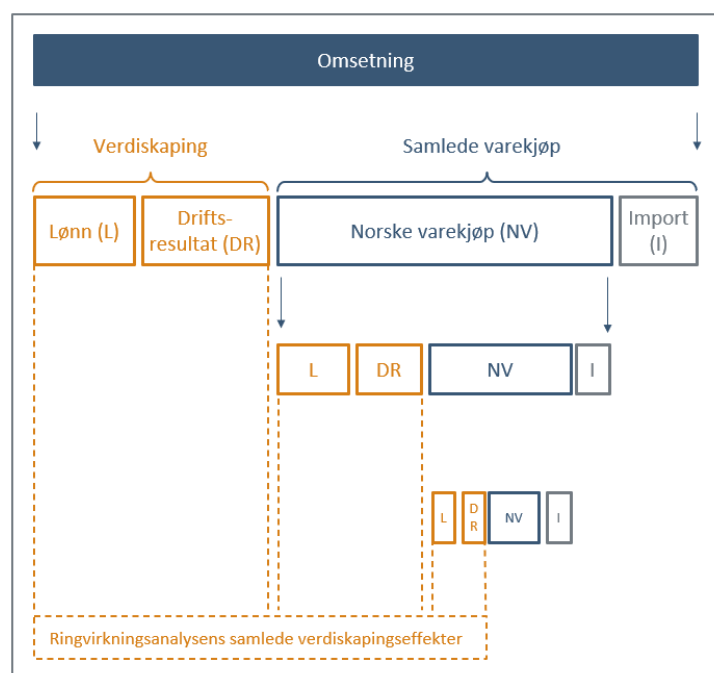 Omsetning
Verdiskaping
Samlede varekjøp
Lønn (L)
Drifts-
resultat (DR)
Norske varekjøp (NV)
Import
(I)
L
DR
NV
I
L
D
R
NV
I
Ringvirkningsanalysens samlede verdiskapingseffekter